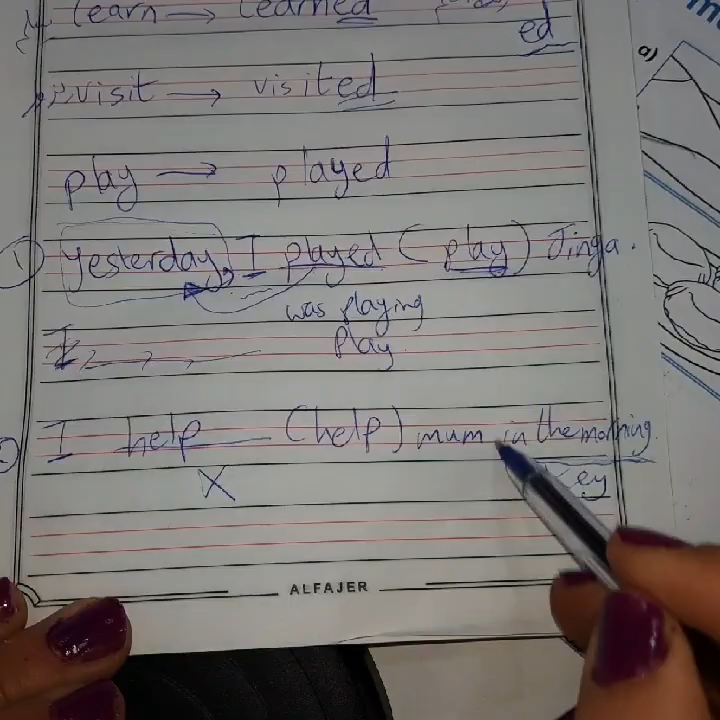 learn → learned
ed
visit → visited
play → played
1 yesterday, I played (play) Jinga.
was playing
play
I
2 I help (help) mum in the morning.
X key
ALFAJER
a)